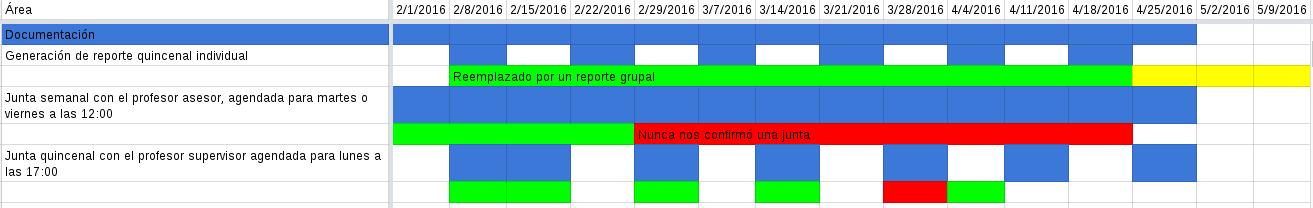 Área 2/1/2016 2/8/2016 2/15/2016 2/22/2016 2/29/2016 3/7/2016 3/14/2016 3/21/2016 3/28/2016 4/4/2016 4/11/2016 4/18/2016 4/25/2016 5/2/2016 5/9/2016
Documentación
Generación de reporte quincenal individual
Reemplazado por un reporte grupal
Junta semanal con el profesor asesor, agendada para martes o
viernes a las 12:00
Nunca nos confirmó una junta
Junta quincenal con el profesor supervisor agendada para lunes a
las 17:00